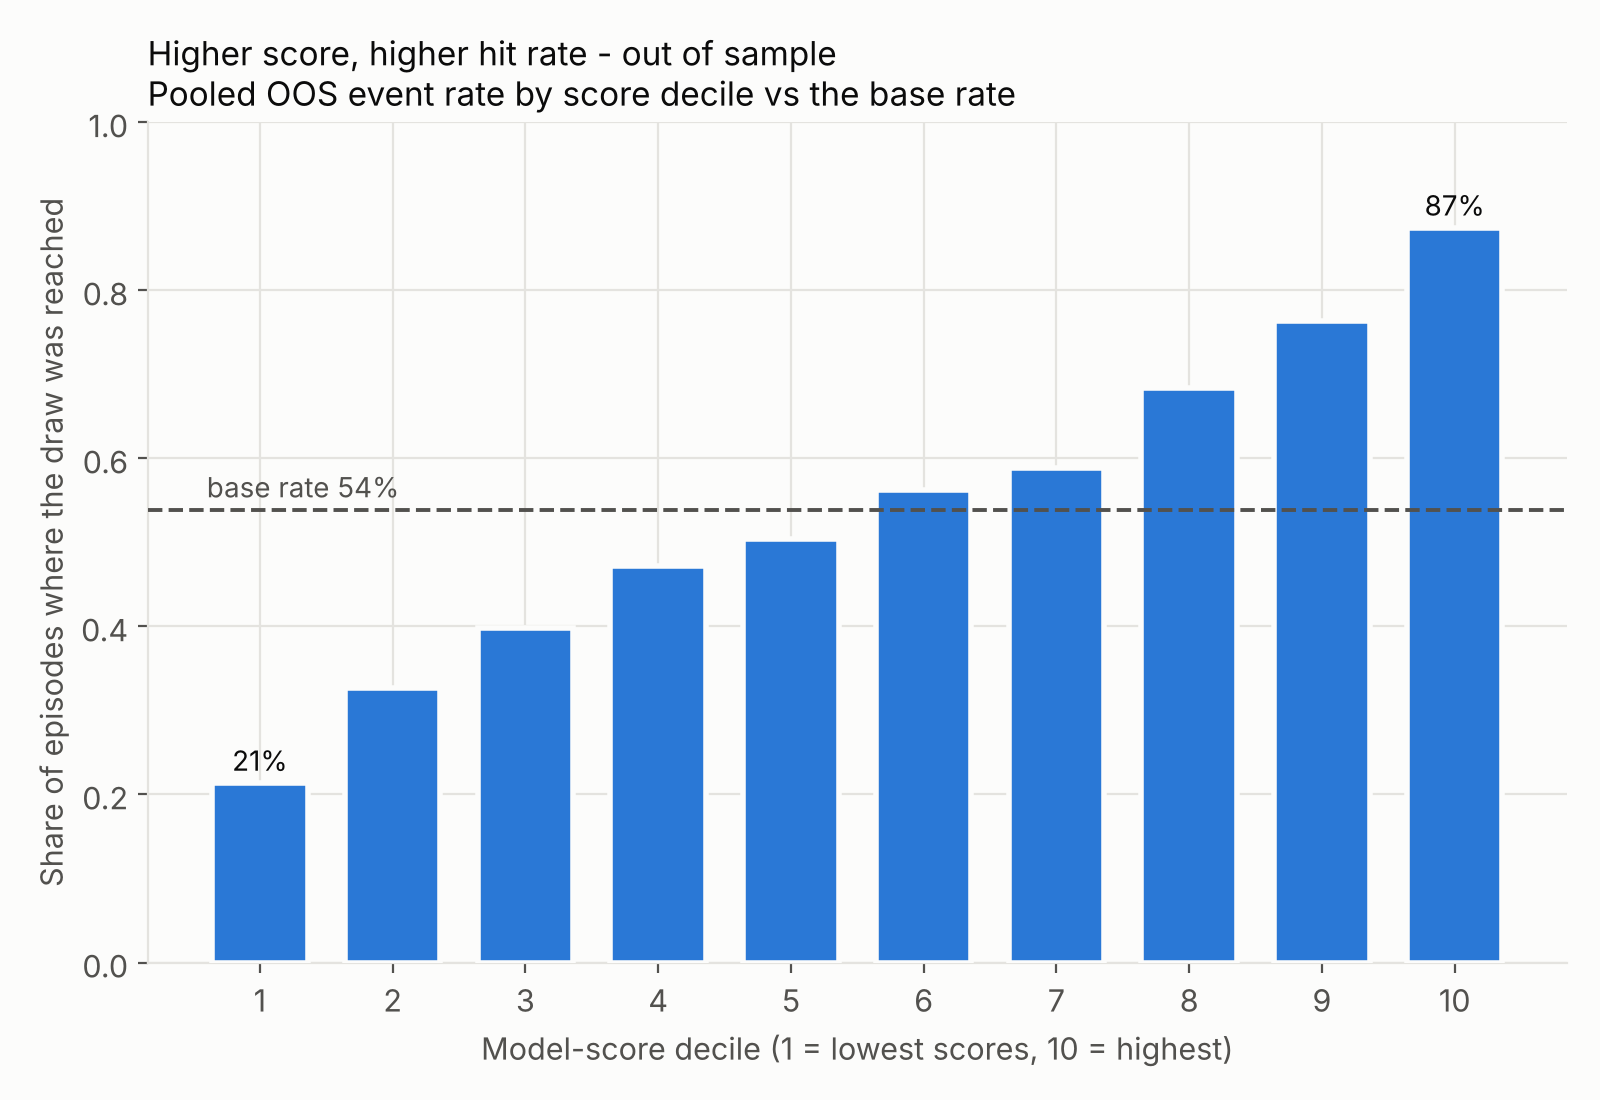 Higher score, higher hit rate - out of sample
Pooled OOS event rate by score decile vs the base rate
Share of episodes where the draw was reached
1.0
0.8
0.6
0.4
0.2
0.0
base rate 54%
21%
87%
1 2 3 4 5 6 7 8 9 10
Model-score decile (1 = lowest scores, 10 = highest)